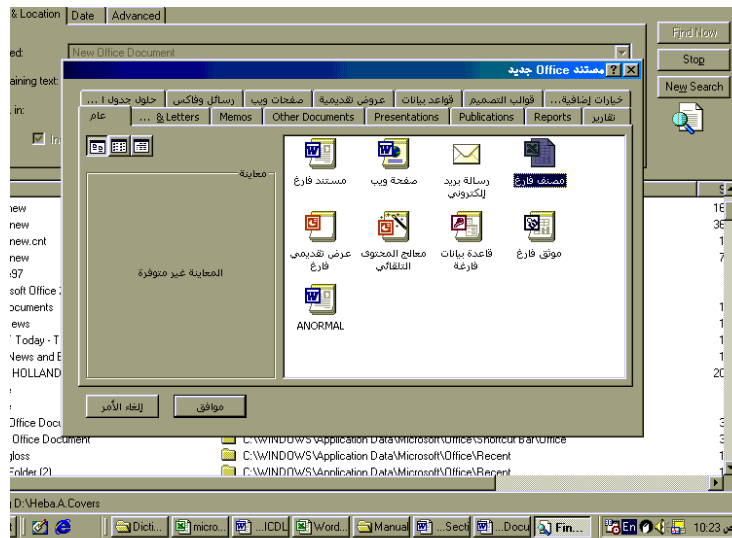 & Location Date Advanced
ed: New Office Document
aining text:
in:
Find Now
Stop
New Search
مستند Office جديد
خيارات إضافية... قوالب التصميم قواعد بيانات عروض تقديمية صفحات ويب رسائل وفاكس حلول جدول ا ...
تقارير Reports Publications Presentations Other Documents Memos Letters & ... عام
معاينة
المعاينة غير متوفرة
مصنف فارغ
رسالة بريد إلكتروني
صفحة ويب
مستند فارغ
موثق فارغ
قاعدة بيانات فارغة
معالج المحتوى التلقائي
عرض تقديمي فارغ
ANORMAL
موافق
إلغاء الأمر
new
new
new.cnt
new
97
soft Office
ocuments
ews
Today - T
News and E
HOLLAND
Office Docu
Office Document C:\WINDOWS\Application Data\Microsoft\Office\Shortcut Bar\Office
gloss C:\WINDOWS\Application Data\Microsoft\Office\Recent
Folder (2) C:\WINDOWS\Application Data\Microsoft\Office\Recent
D:\Heba.A.Covers
Dicti... micro... ...ICDL Word... Manual ...Secti ...Docu Fin... En 10:23 ص